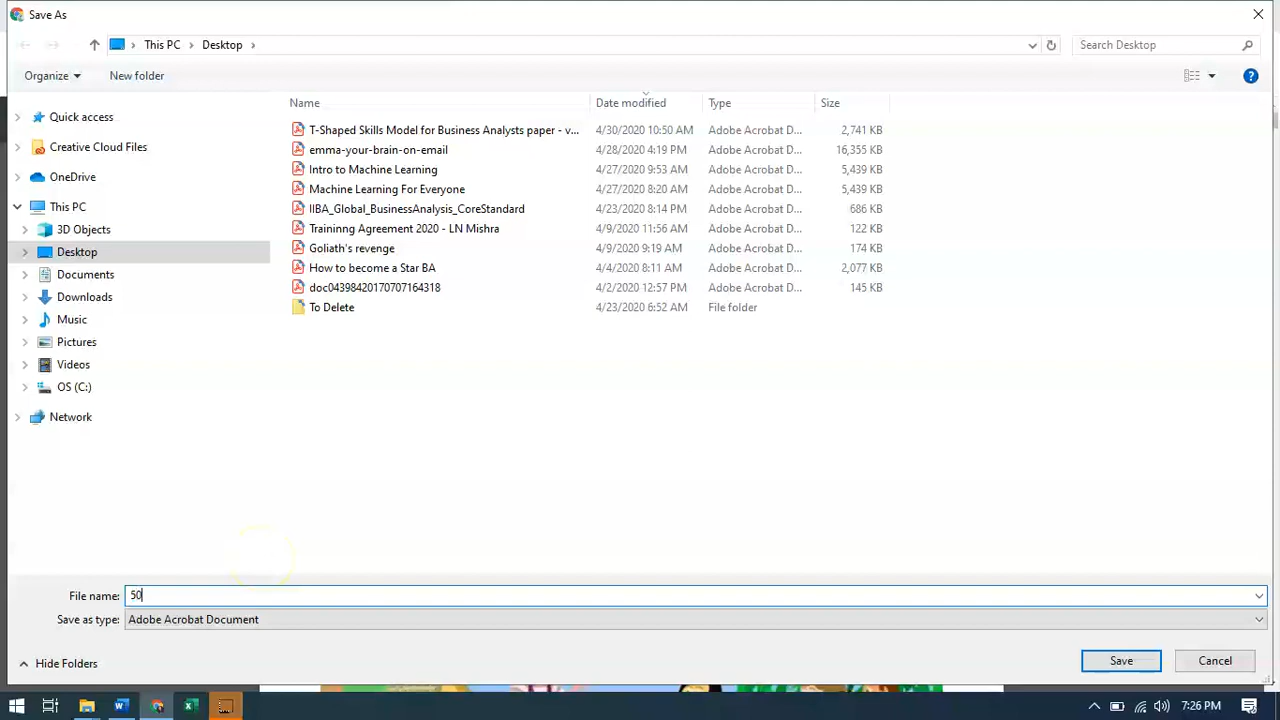 Save As
This PC > Desktop >
Search Desktop
Organize
New folder
Name Date modified Type Size
Quick access
Creative Cloud Files
OneDrive
This PC
3D Objects
Desktop
Documents
Downloads
Music
Pictures
Videos
OS (C:)
Network
T-Shaped Skills Model for Business Analysts paper - v... 4/30/2020 10:50 AM Adobe Acrobat D... 2,741 KB
emma-your-brain-on-email 4/28/2020 4:19 PM Adobe Acrobat D... 16,355 KB
Intro to Machine Learning 4/27/2020 9:53 AM Adobe Acrobat D... 5,439 KB
Machine Learning For Everyone 4/27/2020 8:20 AM Adobe Acrobat D... 5,439 KB
IIBA_Global_BusinessAnalysis_CoreStandard 4/23/2020 8:14 PM Adobe Acrobat D... 686 KB
Traininng Agreement 2020 - LN Mishra 4/9/2020 11:56 AM Adobe Acrobat D... 122 KB
Goliath's revenge 4/9/2020 9:19 AM Adobe Acrobat D... 174 KB
How to become a Star BA 4/4/2020 8:11 AM Adobe Acrobat D... 2,077 KB
doc04398420170707164318 4/2/2020 12:57 PM Adobe Acrobat D... 145 KB
To Delete 4/23/2020 6:52 AM File folder
File name: 50
Save as type: Adobe Acrobat Document
Hide Folders
Save
Cancel
7:26 PM